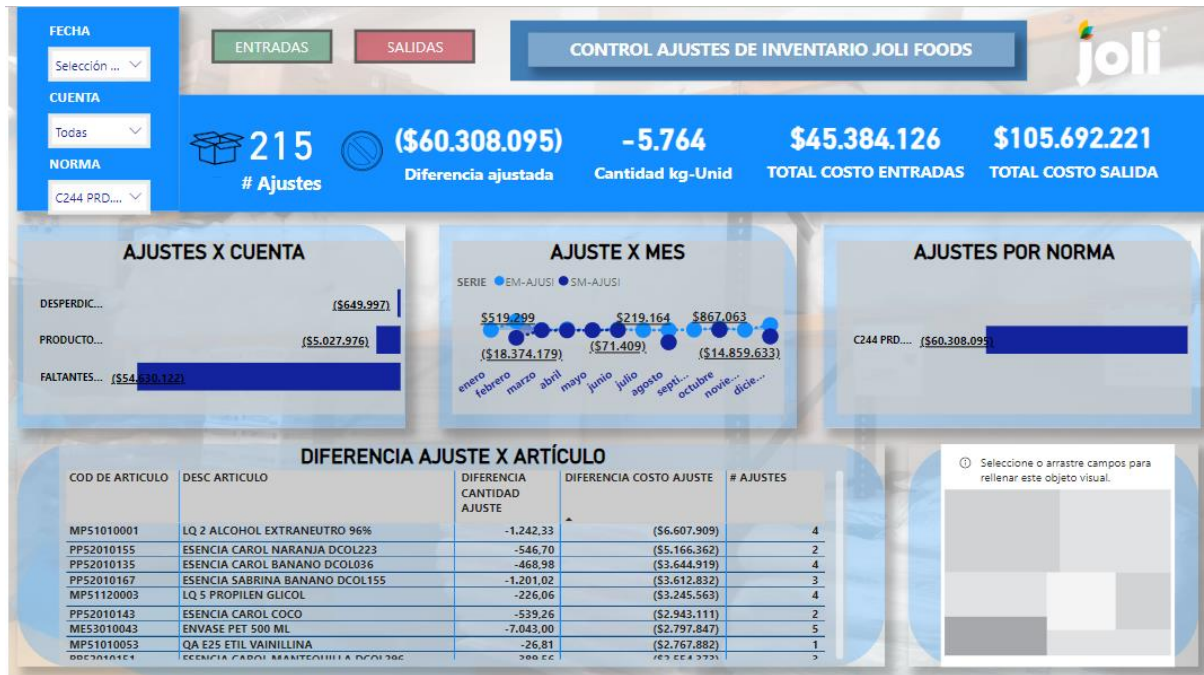 FECHA
Selección ...
CUENTA
Todas
NORMA
C244 PRD....
ENTRADAS
SALIDAS
CONTROL AJUSTES DE INVENTARIO JOLI FOODS
joli
215
# Ajustes
($60.308.095)
Diferencia ajustada
-5.764
Cantidad kg-Unid
$45.384.126
TOTAL COSTO ENTRADAS
$105.692.221
TOTAL COSTO SALIDA
AJUSTES X CUENTA
DESPERDIC... ($649.997)
PRODUCTO... ($5.027.976)
FALTANTES... ($54.630.122)
AJUSTE X MES
SERIE EM-AJUSI SM-AJUSI
$519.299 $219.164 $867.063
($18.374.179) ($71.409) ($14.859.633)
enero febrero marzo abril mayo junio julio agosto septi... octubre novie... dicie...
AJUSTES POR NORMA
C244 PRD.... ($60.308.095)
DIFERENCIA AJUSTE X ARTÍCULO
COD DE ARTICULO DESC ARTICULO DIFERENCIA CANTIDAD AJUSTE DIFERENCIA COSTO AJUSTE # AJUSTES
MP51010001 LQ 2 ALCOHOL EXTRANEUTRO 96% -1.242,33 ($6.607.909) 4
PP52010155 ESENCIA CAROL NARANJA DCOL223 -546,70 ($5.166.362) 2
PP52010135 ESENCIA CAROL BANANO DCOL036 -468,98 ($3.644.919) 4
PP52010167 ESENCIA SABRINA BANANO DCOL155 -1.201,02 ($3.612.832) 3
MP51120003 LQ 5 PROPILEN GLICOL -226,06 ($3.245.563) 4
PP52010143 ESENCIA CAROL COCO -539,26 ($2.943.111) 2
ME53010043 ENVASE PET 500 ML -7.043,00 ($2.797.847) 5
MP51010053 QA E25 ETIL VAINILLINA -26,81 ($2.767.882) 1
ESENCIA CAROL MANTEQUILLA
Seleccione o arrastre campos para
rellenar este objeto visual.